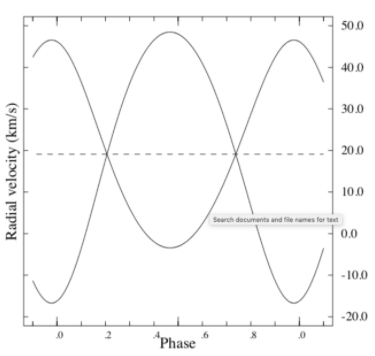 50.0
40.0
30.0
20.0
10.0
0.0
-10.0
-20.0
Radial velocity (km/s)
Search documents and file names for text
.0 .2 .4 .6 .8 .0
Phase